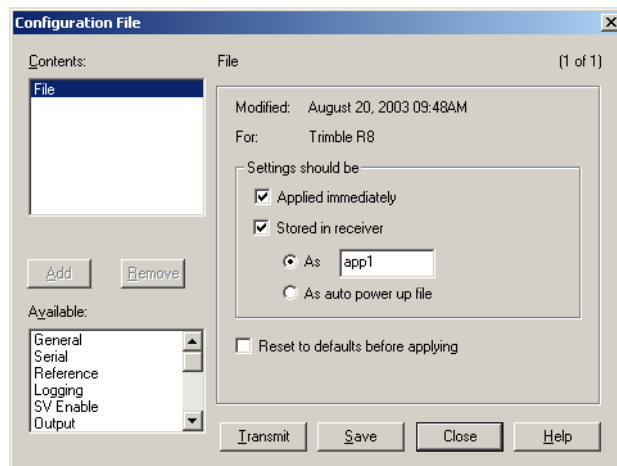 Configuration File
Contents:
File
Add
Remove
Available:
General
Serial
Reference
Logging
SV Enable
Output
File
(1 of 1)
Modified: August 20, 2003 09:48AM
For: Trimble R8
Settings should be
Applied immediately
Stored in receiver
As app1
As auto power up file
Reset to defaults before applying
Transmit
Save
Close
Help